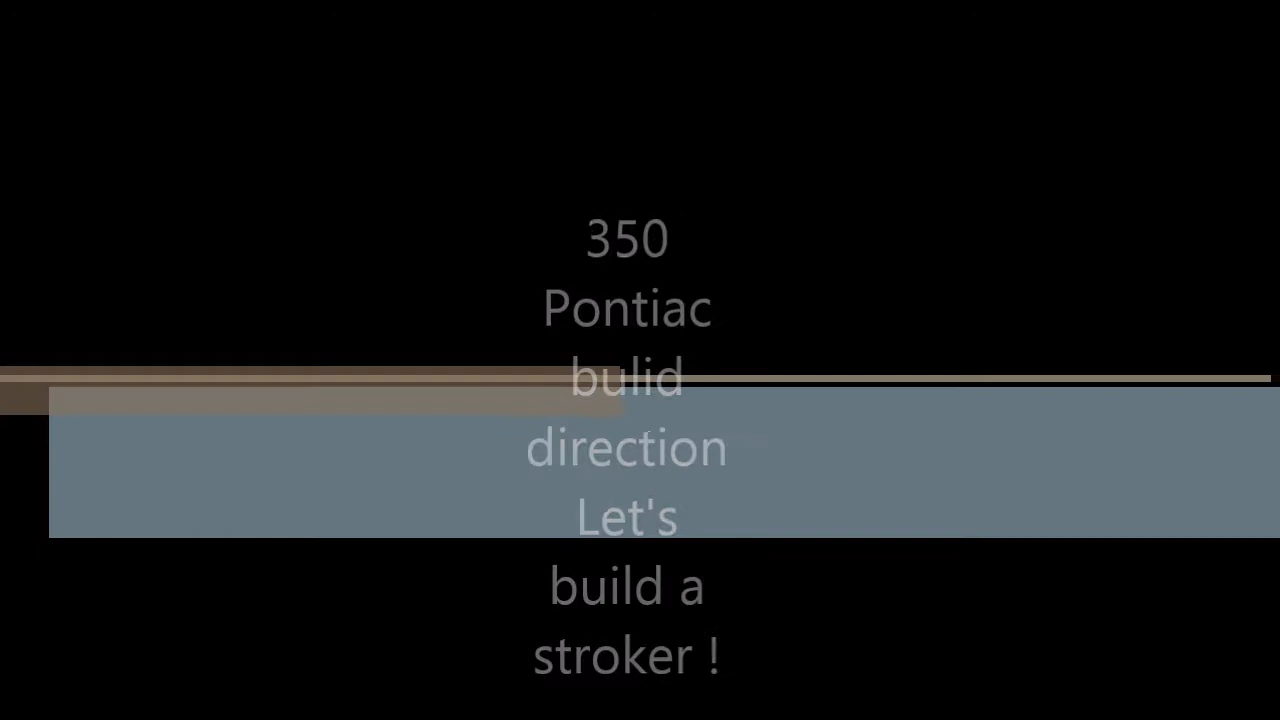 350
Pontiac
bulid
direction
Let's
build a
stroker !